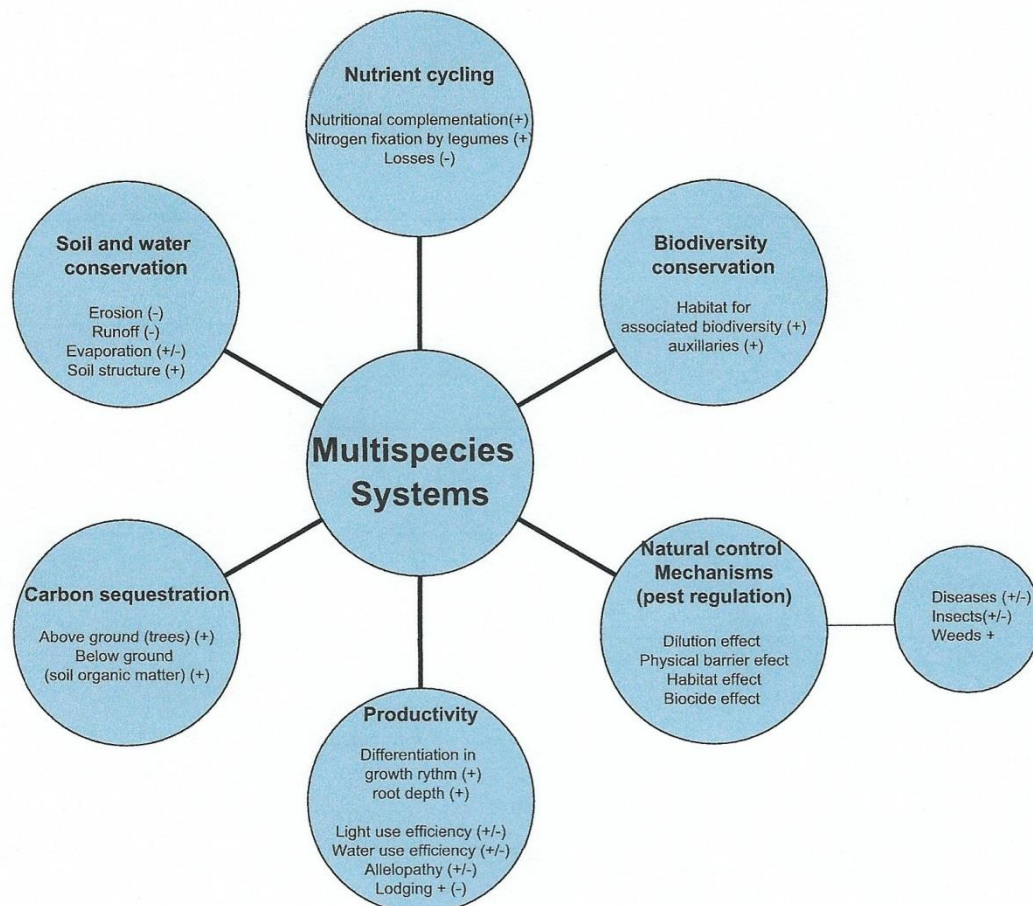 Nutrient cycling
Nutritional complementation(+)
Nitrogen fixation by legumes (+)
Losses (-)
Soil and water
conservation
Erosion (-)
Runoff (-)
Evaporation (+/-)
Soil structure (+)
Biodiversity
conservation
Habitat for
associated biodiversity (+)
auxillaries (+)
Multispecies
Systems
Carbon sequestration
Above ground (trees) (+)
Below ground
(soil organic matter) (+)
Natural control
Mechanisms
(pest regulation)
Dilution effect
Physical barrier efect
Habitat effect
Biocide effect
Diseases (+/-)
Insects(+/-)
Weeds +
Productivity
Differentiation in
growth rythm (+)
root depth (+)
Light use efficiency (+/-)
Water use efficiency (+/-)
Allelopathy (+/-)
Lodging + (-)